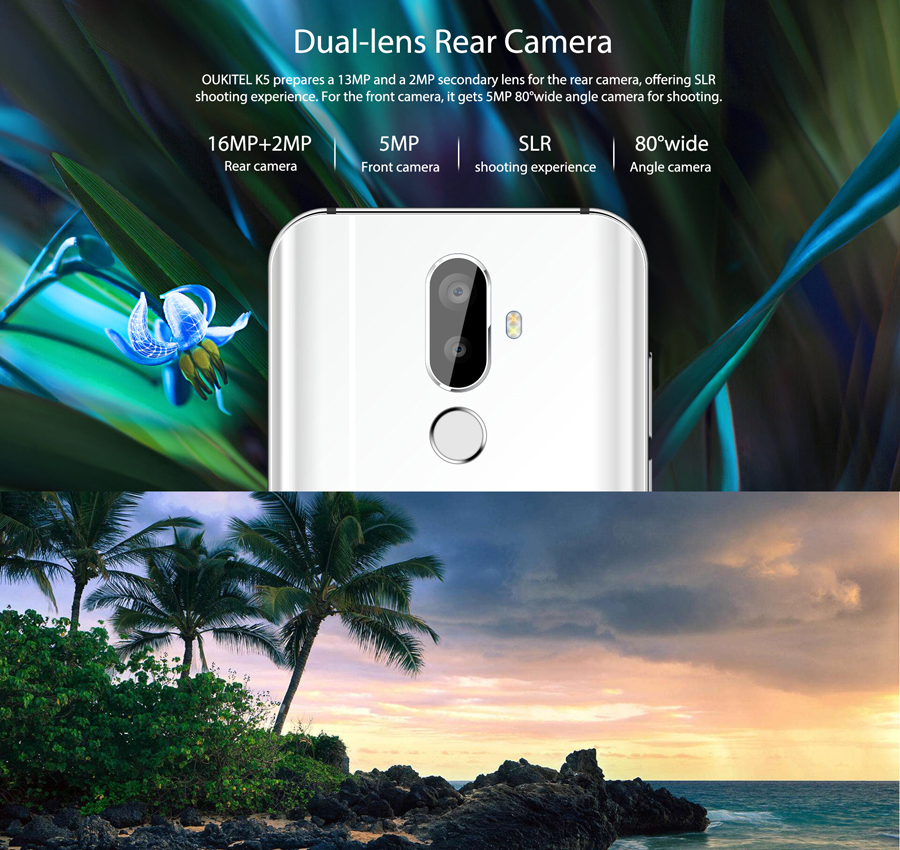 Dual-lens Rear Camera
OUKITEL K5 prepares a 13MP and a 2MP secondary lens for the rear camera, offering SLR
shooting experience. For the front camera, it gets 5MP 80°wide angle camera for shooting.
16MP+2MP
Rear camera
5MP
Front camera
SLR
shooting experience
80°wide
Angle camera